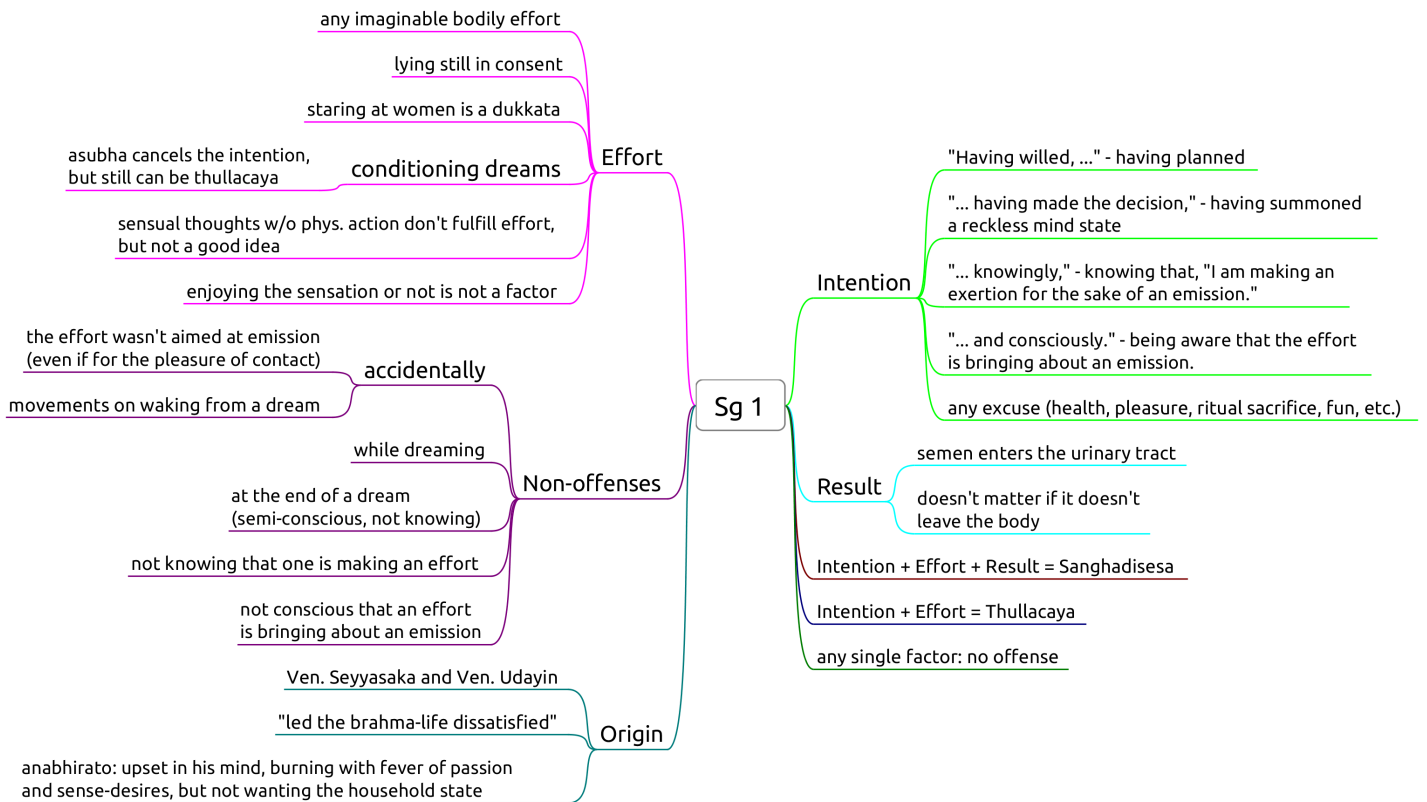 any imaginable bodily effort
lying still in consent
staring at women is a dukkata
asubha cancels the intention,
but still can be thullacaya
conditioning dreams
Effort
sensual thoughts w/o phys. action don't fulfill effort,
but not a good idea
enjoying the sensation or not is not a factor
the effort wasn't aimed at emission
(even if for the pleasure of contact)
accidentally
movements on waking from a dream
while dreaming
Non-offenses
at the end of a dream
(semi-conscious, not knowing)
not knowing that one is making an effort
not conscious that an effort
is bringing about an emission
Ven. Seyyasaka and Ven. Udayin
"led the brahma-life dissatisfied"
Origin
anabhirato: upset in his mind, burning with fever of passion
and sense-desires, but not wanting the household state
Sg 1
"Having willed, ..." - having planned
"... having made the decision," - having summoned
a reckless mind state
Intention
"... knowingly," - knowing that, "I am making an
exertion for the sake of an emission."
"... and consciously." - being aware that the effort
is bringing about an emission.
any excuse (health, pleasure, ritual sacrifice, fun, etc.)
semen enters the urinary tract
Result
doesn't matter if it doesn't
leave the body
Intention + Effort + Result = Sanghadisesa
Intention + Effort = Thullacaya
any single factor: no offense